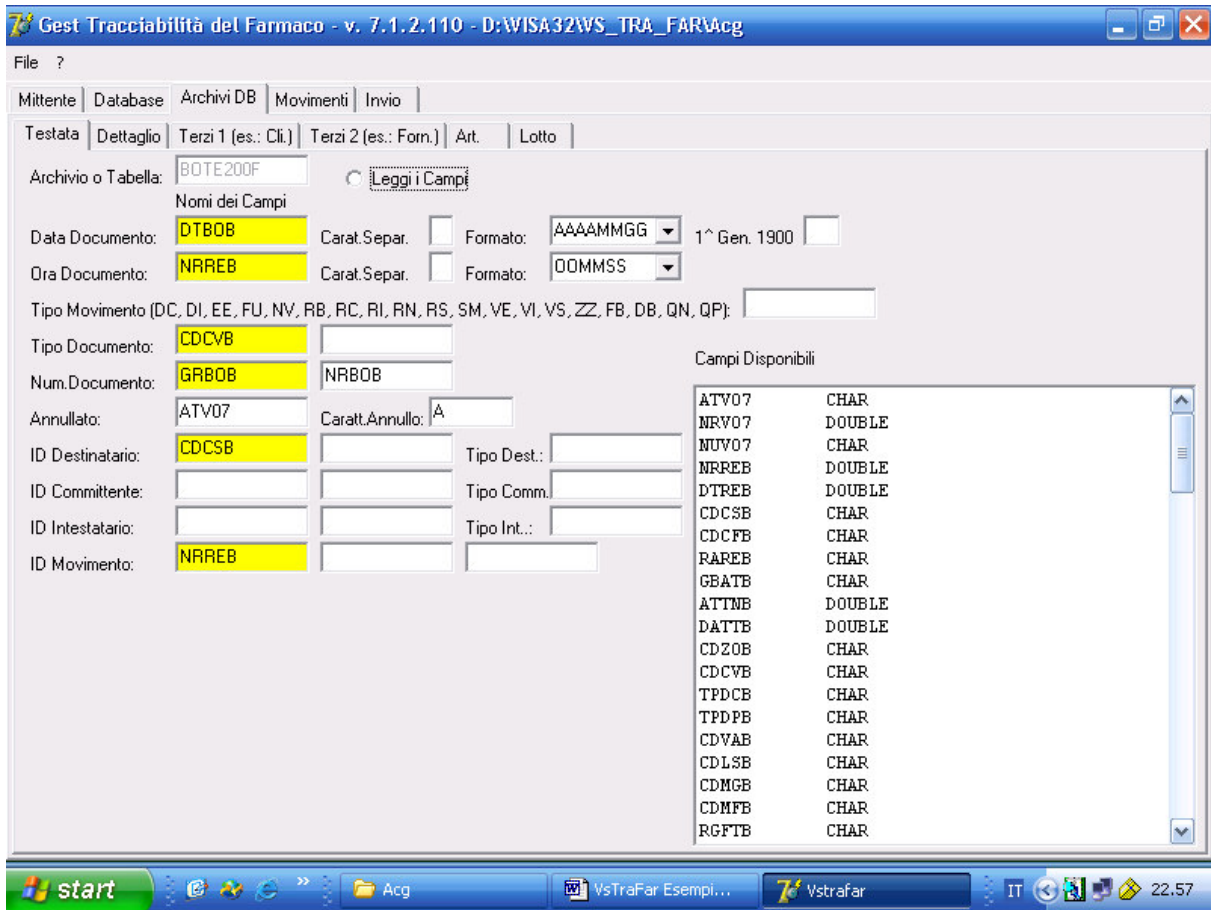 Gest Tracciabilità del Farmaco - v. 7.1.2.110 - D:\VISA32\VS_TRA_FAR\Acg
File ?
Mittente Database Archivi DB Movimenti Invio
Testata Dettaglio Terzi 1 (es.: Cli.) Terzi 2 (es.: Forn.) Art. Lotto
Archivio o Tabella: BOTE200F Leggi i Campi
Nomi dei Campi
Data Documento: DTBOB Carat.Separ. Formato: AAAAMMGG 1^ Gen. 1900
Ora Documento: NRREB Carat.Separ. Formato: OOMMSS
Tipo Movimento (DC, DI, EE, FU, NV, RB, RC, RI, RN, RS, SM, VE, VI, VS, ZZ, FB, DB, QN, QP):
Tipo Documento: CDCVB
Num.Documento: GRBOB NRBOB
Annullato: ATV07 Caratt.Annullo: A
ID Destinatario: CDCSB Tipo Dest.:
ID Committente: Tipo Comm.
ID Intestatario: Tipo Int..:
ID Movimento: NRREB
Campi Disponibili
ATV07 CHAR
NRV07 DOUBLE
NUV07 CHAR
NRREB DOUBLE
DTREB DOUBLE
CDCSB CHAR
CDCFB CHAR
RAREB CHAR
GBATB CHAR
ATTNB DOUBLE
DATTB DOUBLE
CDZOB CHAR
CDCVB CHAR
TPDCB CHAR
TPDPB CHAR
CDVAB CHAR
CDLSB CHAR
CDMGB CHAR
CDMFB CHAR
RGFTB CHAR
start Acg VsTraFar Esempi... Vstrafar IT 22.57